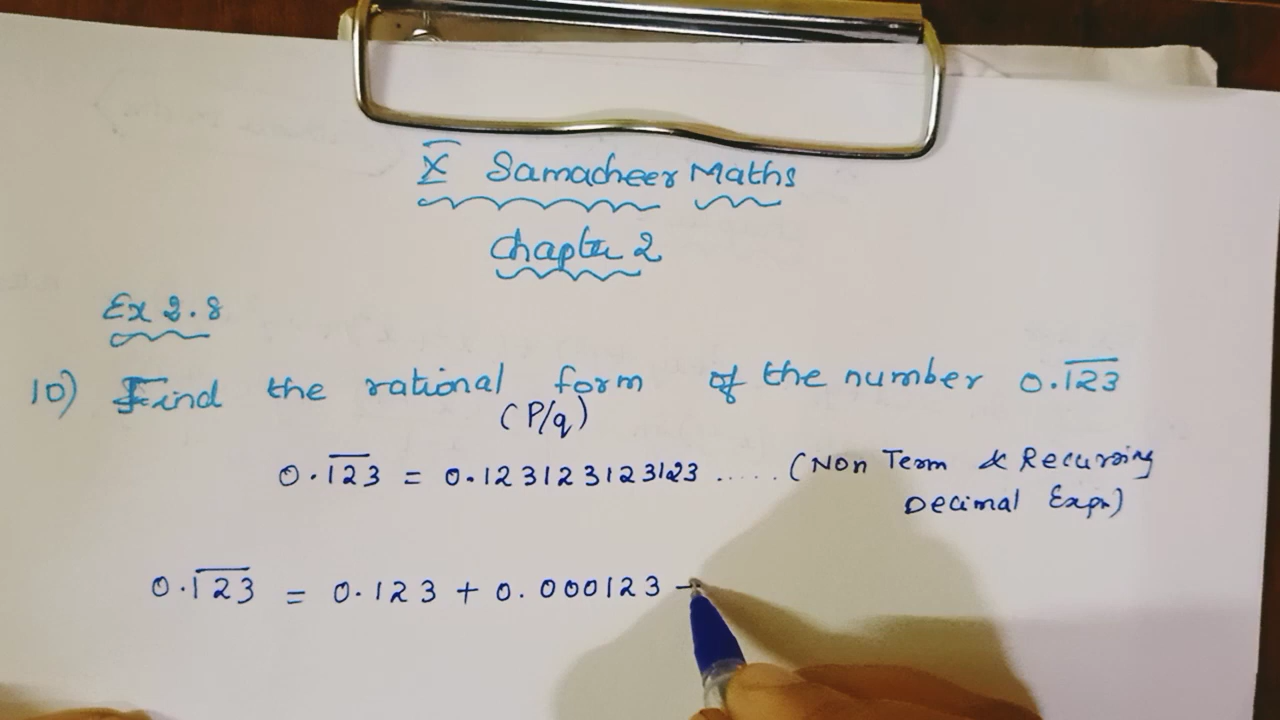 X Samacheer Maths
Chapter 2
Ex 2.8
10) Find the rational form of the number 0.1̅2̅3̅
(P/q)
0.1̅2̅3̅ = 0.123123123123 ..... (Non Term & Recurring
Decimal Expn)
0.1̅2̅3̅ = 0.123 + 0.000123 -